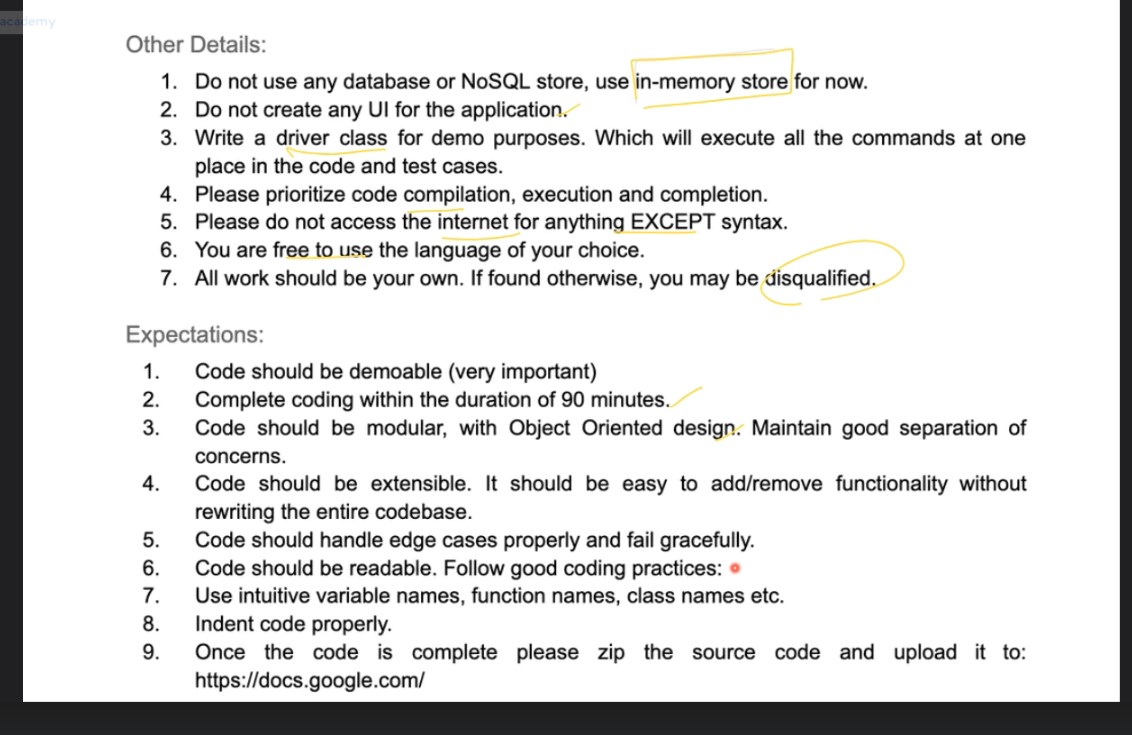 academy
Other Details:
1. Do not use any database or NoSQL store, use in-memory store for now.
2. Do not create any UI for the application.
3. Write a driver class for demo purposes. Which will execute all the commands at one
place in the code and test cases.
4. Please prioritize code compilation, execution and completion.
5. Please do not access the internet for anything EXCEPT syntax.
6. You are free to use the language of your choice.
7. All work should be your own. If found otherwise, you may be disqualified.
Expectations:
1. Code should be demoable (very important)
2. Complete coding within the duration of 90 minutes.
3. Code should be modular, with Object Oriented design. Maintain good separation of
concerns.
4. Code should be extensible. It should be easy to add/remove functionality without
rewriting the entire codebase.
5. Code should handle edge cases properly and fail gracefully.
6. Code should be readable. Follow good coding practices:
7. Use intuitive variable names, function names, class names etc.
8. Indent code properly.
9. Once the code is complete please zip the source code and upload it to:
https://docs.google.com/